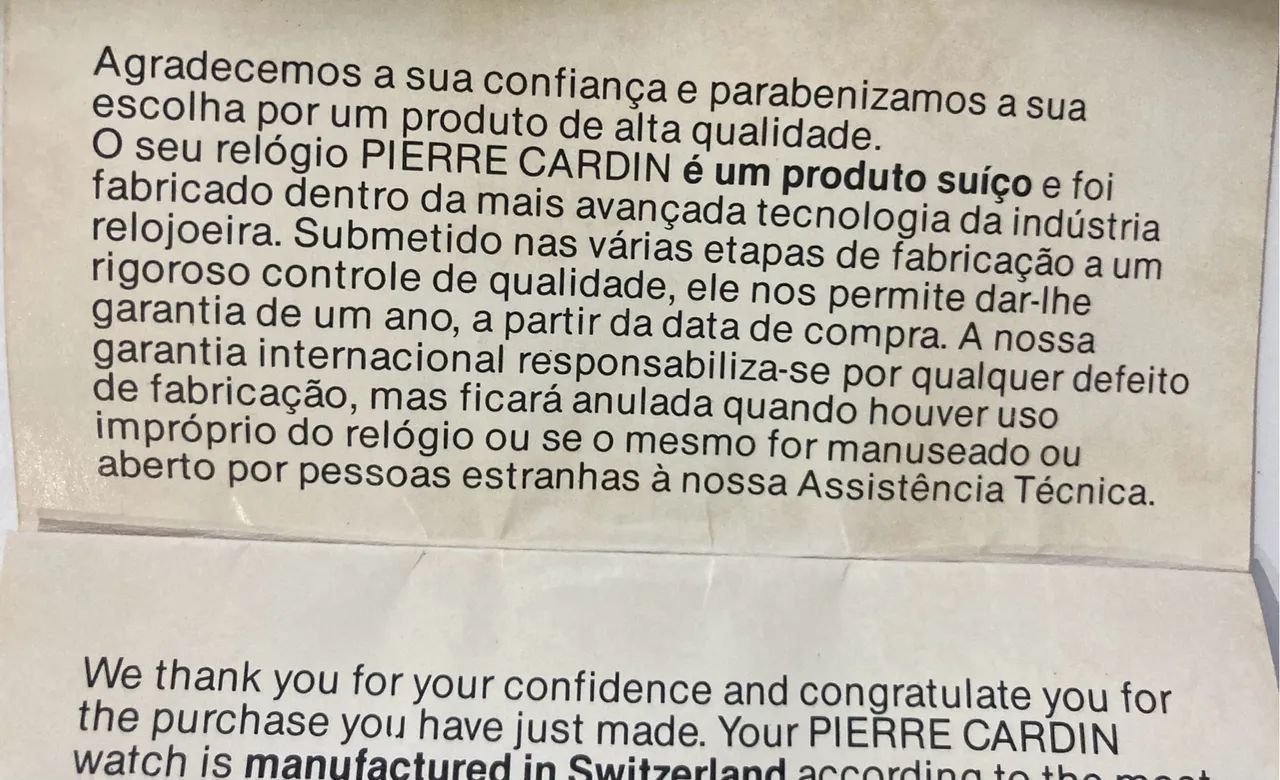 Agradecemos a sua confiança e parabenizamos a sua
escolha por um produto de alta qualidade.
O seu relógio PIERRE CARDIN é um produto suíço e foi
fabricado dentro da mais avançada tecnologia da indústria
relojoeira. Submetido nas várias etapas de fabricação a um
rigoroso controle de qualidade, ele nos permite dar-lhe
garantia de um ano, a partir da data de compra. A nossa
garantia internacional responsabiliza-se por qualquer defeito
de fabricação, mas ficará anulada quando houver uso
impróprio do relógio ou se o mesmo for manuseado ou
aberto por pessoas estranhas à nossa Assistência Técnica.
We thank you for your confidence and congratulate you for
the purchase you have just made. Your PIERRE CARDIN
watch is manufactured in Switzerland according to the most